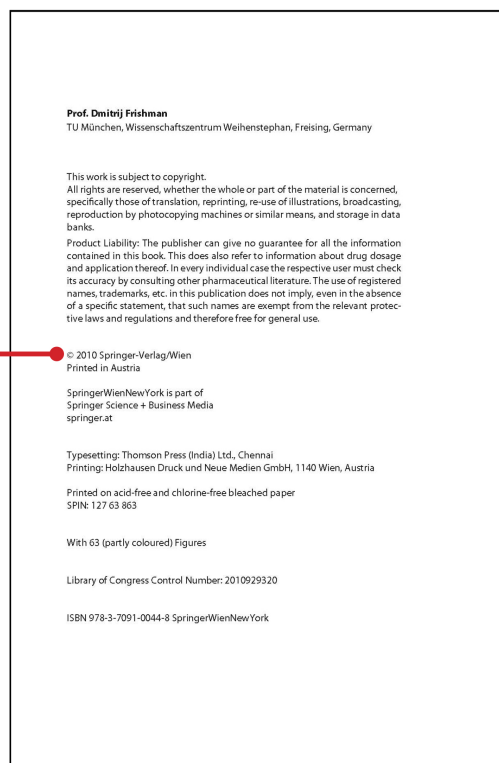 Prof. Dmitrij Frishman
TU München, Wissenschaftszentrum Weihenstephan, Freising, Germany
This work is subject to copyright.
All rights are reserved, whether the whole or part of the material is concerned,
specifically those of translation, reprinting, re-use of illustrations, broadcasting,
reproduction by photocopying machines or similar means, and storage in data
banks.
Product Liability: The publisher can give no guarantee for all the information
contained in this book. This does also refer to information about drug dosage
and application thereof. In every individual case the respective user must check
its accuracy by consulting other pharmaceutical literature. The use of registered
names, trademarks, etc. in this publication does not imply, even in the absence
of a specific statement, that such names are exempt from the relevant protec-
tive laws and regulations and therefore free for general use.
© 2010 Springer-Verlag/Wien
Printed in Austria
SpringerWienNewYork is part of
Springer Science + Business Media
springer.at
Typesetting: Thomson Press (India) Ltd., Chennai
Printing: Holzhausen Druck und Neue Medien GmbH, 1140 Wien, Austria
Printed on acid-free and chlorine-free bleached paper
SPIN: 127 63 863
With 63 (partly coloured) Figures
Library of Congress Control Number: 2010929320
ISBN 978-3-7091-0044-8 SpringerWienNewYork